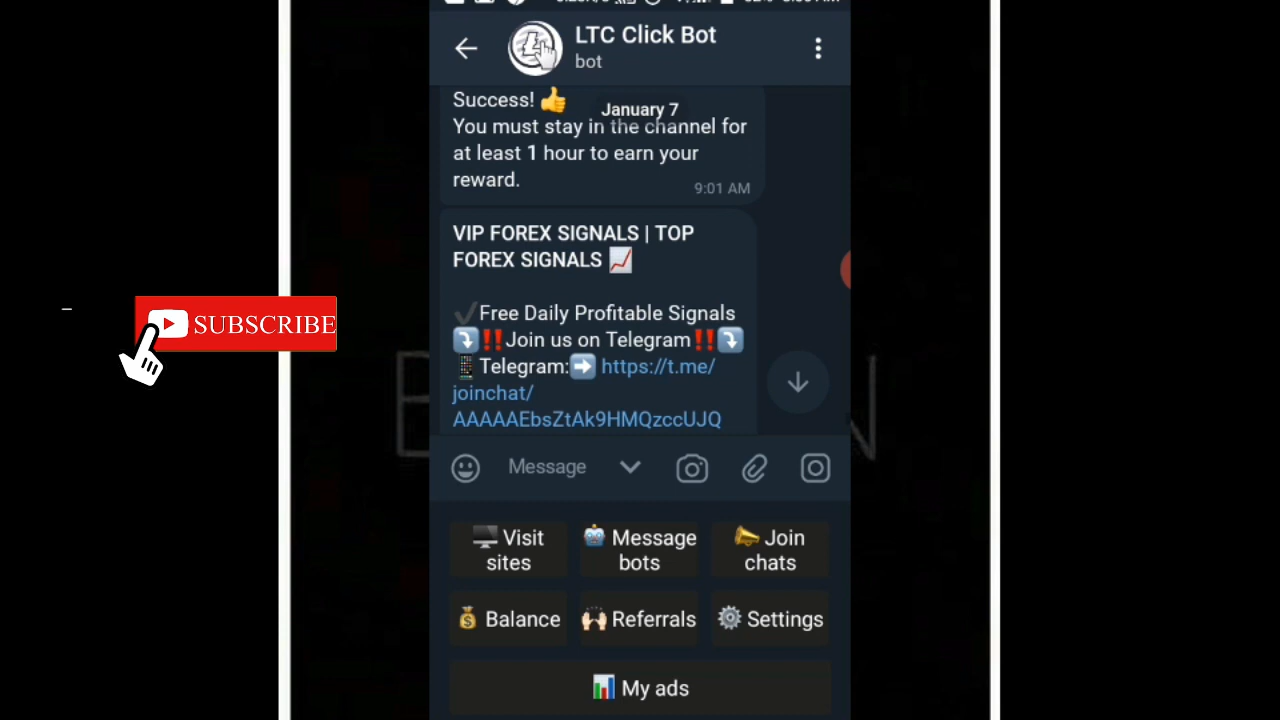 LTC Click Bot
bot
Success! 👍
January 7
You must stay in the channel for
at least 1 hour to earn your
reward.
9:01 AM
VIP FOREX SIGNALS | TOP
FOREX SIGNALS 📈
✔️Free Daily Profitable Signals
⤵️‼️Join us on Telegram‼️⤵️
📱Telegram:➡️ https://t.me/
joinchat/
AAAAAEbsZtAk9HMQzccUJQ
SUBSCRIBE
Message
🖥 Visit
sites
🤖 Message
bots
📣 Join
chats
💰 Balance
🙌🏻 Referrals
⚙️ Settings
📊 My ads